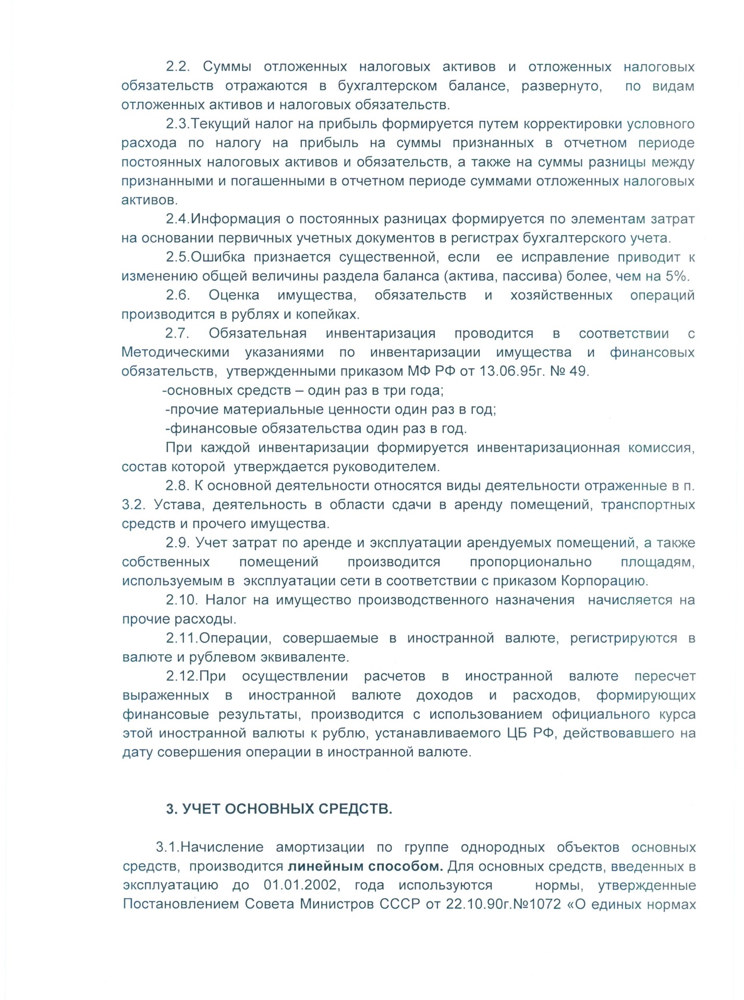 2.2. Суммы отложенных налоговых активов и отложенных налоговых
обязательств отражаются в бухгалтерском балансе, развернуто, по видам
отложенных активов и налоговых обязательств.
2.3.Текущий налог на прибыль формируется путем корректировки условного
расхода по налогу на прибыль на суммы признанных в отчетном периоде
постоянных налоговых активов и обязательств, а также на суммы разницы между
признанными и погашенными в отчетном периоде суммами отложенных налоговых
активов.
2.4.Информация о постоянных разницах формируется по элементам затрат
на основании первичных учетных документов в регистрах бухгалтерского учета.
2.5.Ошибка признается существенной, если ее исправление приводит к
изменению общей величины раздела баланса (актива, пассива) более, чем на 5%.
2.6. Оценка имущества, обязательств и хозяйственных операций
производится в рублях и копейках.
2.7. Обязательная инвентаризация проводится в соответствии с
Методическими указаниями по инвентаризации имущества и финансовых
обязательств, утвержденными приказом МФ РФ от 13.06.95г. № 49.
-основных средств – один раз в три года;
-прочие материальные ценности один раз в год;
-финансовые обязательства один раз в год.
При каждой инвентаризации формируется инвентаризационная комиссия,
состав которой утверждается руководителем.
2.8. К основной деятельности относятся виды деятельности отраженные в п.
3.2. Устава, деятельность в области сдачи в аренду помещений, транспортных
средств и прочего имущества.
2.9. Учет затрат по аренде и эксплуатации арендуемых помещений, а также
собственных помещений производится пропорционально площадям,
используемым в эксплуатации сети в соответствии с приказом Корпорацию.
2.10. Налог на имущество производственного назначения начисляется на
прочие расходы.
2.11.Операции, совершаемые в иностранной валюте, регистрируются в
валюте и рублевом эквиваленте.
2.12.При осуществлении расчетов в иностранной валюте пересчет
выраженных в иностранной валюте доходов и расходов, формирующих
финансовые результаты, производится с использованием официального курса
этой иностранной валюты к рублю, устанавливаемого ЦБ РФ, действовавшего на
дату совершения операции в иностранной валюте.
3. УЧЕТ ОСНОВНЫХ СРЕДСТВ.
3.1.Начисление амортизации по группе однородных объектов основных
средств, производится линейным способом. Для основных средств, введенных в
эксплуатацию до 01.01.2002, года используются нормы, утвержденные
Постановлением Совета Министров СССР от 22.10.90г.№1072 «О единых нормах